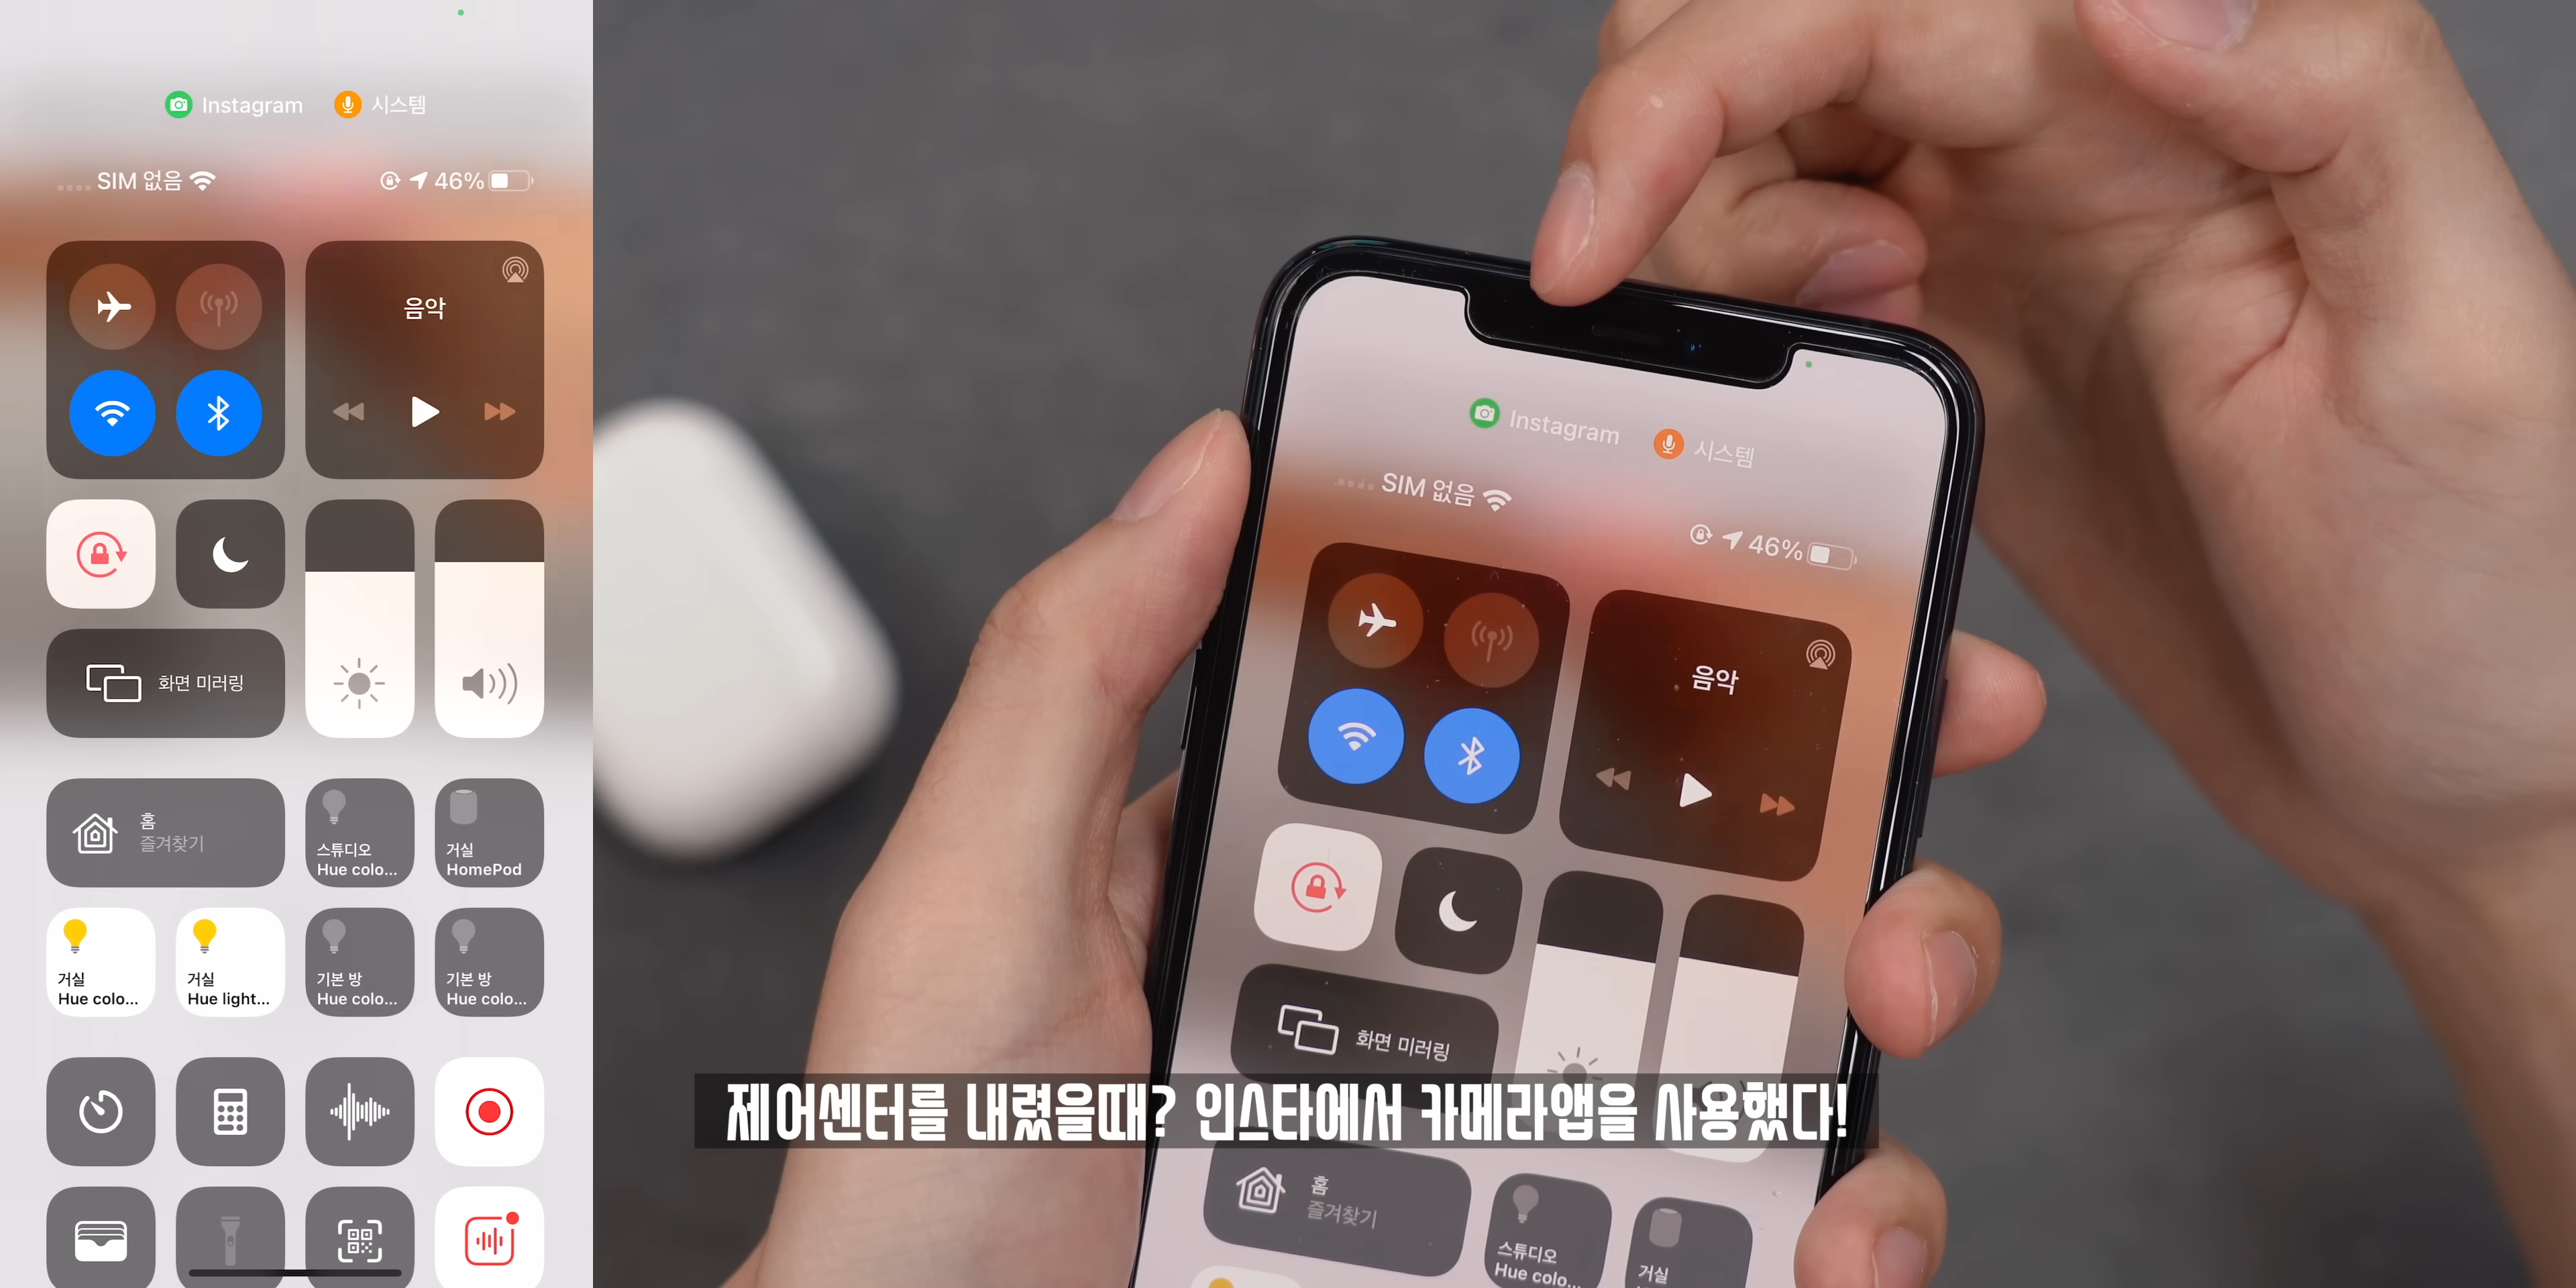 Instagram 시스템
SIM 없음 46%
음악
화면 미러링
홈
즐겨찾기
스튜디오
Hue colo...
거실
HomePod
거실
Hue colo...
거실
Hue light...
기본 방
Hue colo...
기본 방
Hue colo...
Instagram 시스템
SIM 없음 46%
음악
화면 미러링
제어센터를 내렸을때? 인스타에서 카메라앱을 사용했다!
홈
즐겨찾기
스튜디오
Hue colo...
거실